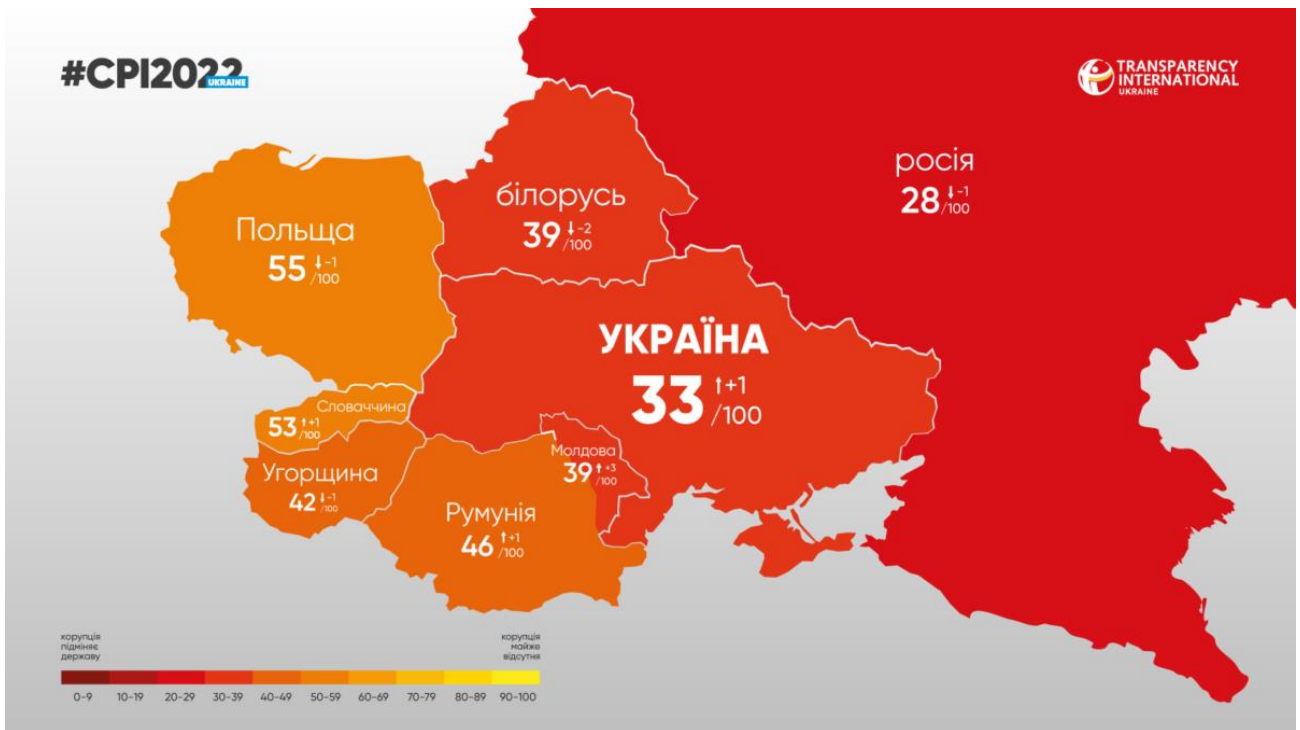 #CPI2022
UKRAINE
TRANSPARENCY
INTERNATIONAL
UKRAINE
росія
28 ↓-1
/100
білорусь
39 ↓-2
/100
Польща
55 ↓-1
/100
УКРАЇНА
33 ↑+1
/100
Словаччина
53 ↑+1
/100
Молдова
39 ↑+3
/100
Угорщина
42 ↓-1
/100
Румунія
46 ↑+1
/100
корупція
підміняє
державу
корупція
майже
відсутня
0-9 10-19 20-29 30-39 40-49 50-59 60-69 70-79 80-89 90-100